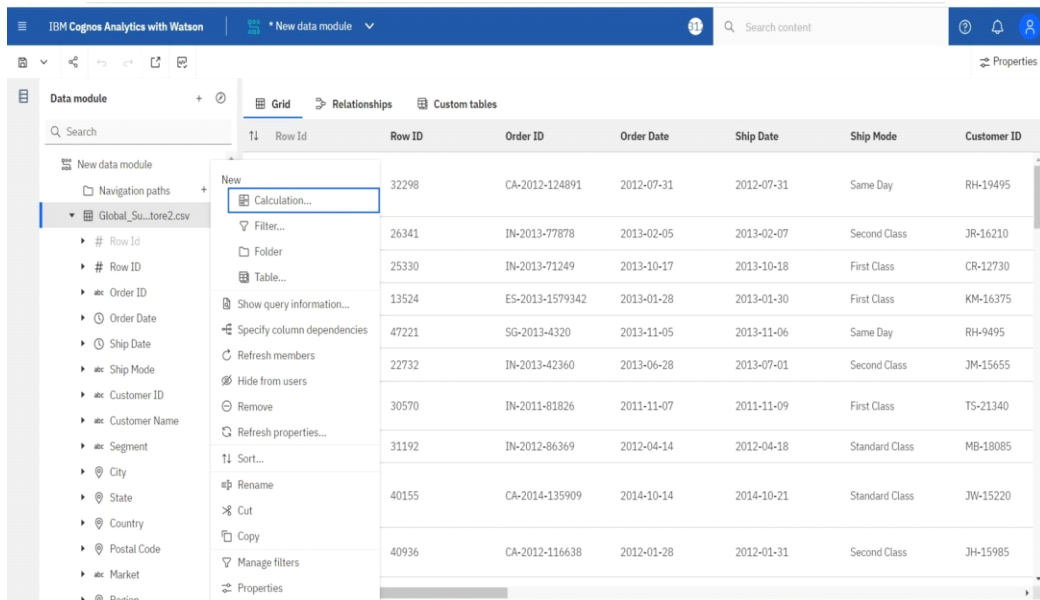 IBM Cognos Analytics with Watson
* New data module
Search content
Properties
Data module
Grid
Relationships
Custom tables
Search
Row Id
Row ID
Order ID
Order Date
Ship Date
Ship Mode
Customer ID
New data module
Navigation paths
Global_Su...tore2.csv
Row Id
Row ID
abc Order ID
Order Date
Ship Date
abc Ship Mode
abc Customer ID
abc Customer Name
abc Segment
City
State
Country
Postal Code
abc Market
Region
New
Calculation...
Filter...
Folder
Table...
Show query information...
Specify column dependencies
Refresh members
Hide from users
Remove
Refresh properties...
Sort...
Rename
Cut
Copy
Manage filters
Properties
32298 CA-2012-124891 2012-07-31 2012-07-31 Same Day RH-19495
26341 IN-2013-77878 2013-02-05 2013-02-07 Second Class JR-16210
25330 IN-2013-71249 2013-10-17 2013-10-18 First Class CR-12730
13524 ES-2013-1579342 2013-01-28 2013-01-30 First Class KM-16375
47221 SG-2013-4320 2013-11-05 2013-11-06 Same Day RH-9495
22732 IN-2013-42360 2013-06-28 2013-07-01 Second Class JM-15655
30570 IN-2011-81826 2011-11-07 2011-11-09 First Class TS-21340
31192 IN-2012-86369 2012-04-14 2012-04-18 Standard Class MB-18085
40155 CA-2014-135909 2014-10-14 2014-10-21 Standard Class JW-15220
40936 CA-2012-116638 2012-01-28 2012-01-31 Second Class JH-15985